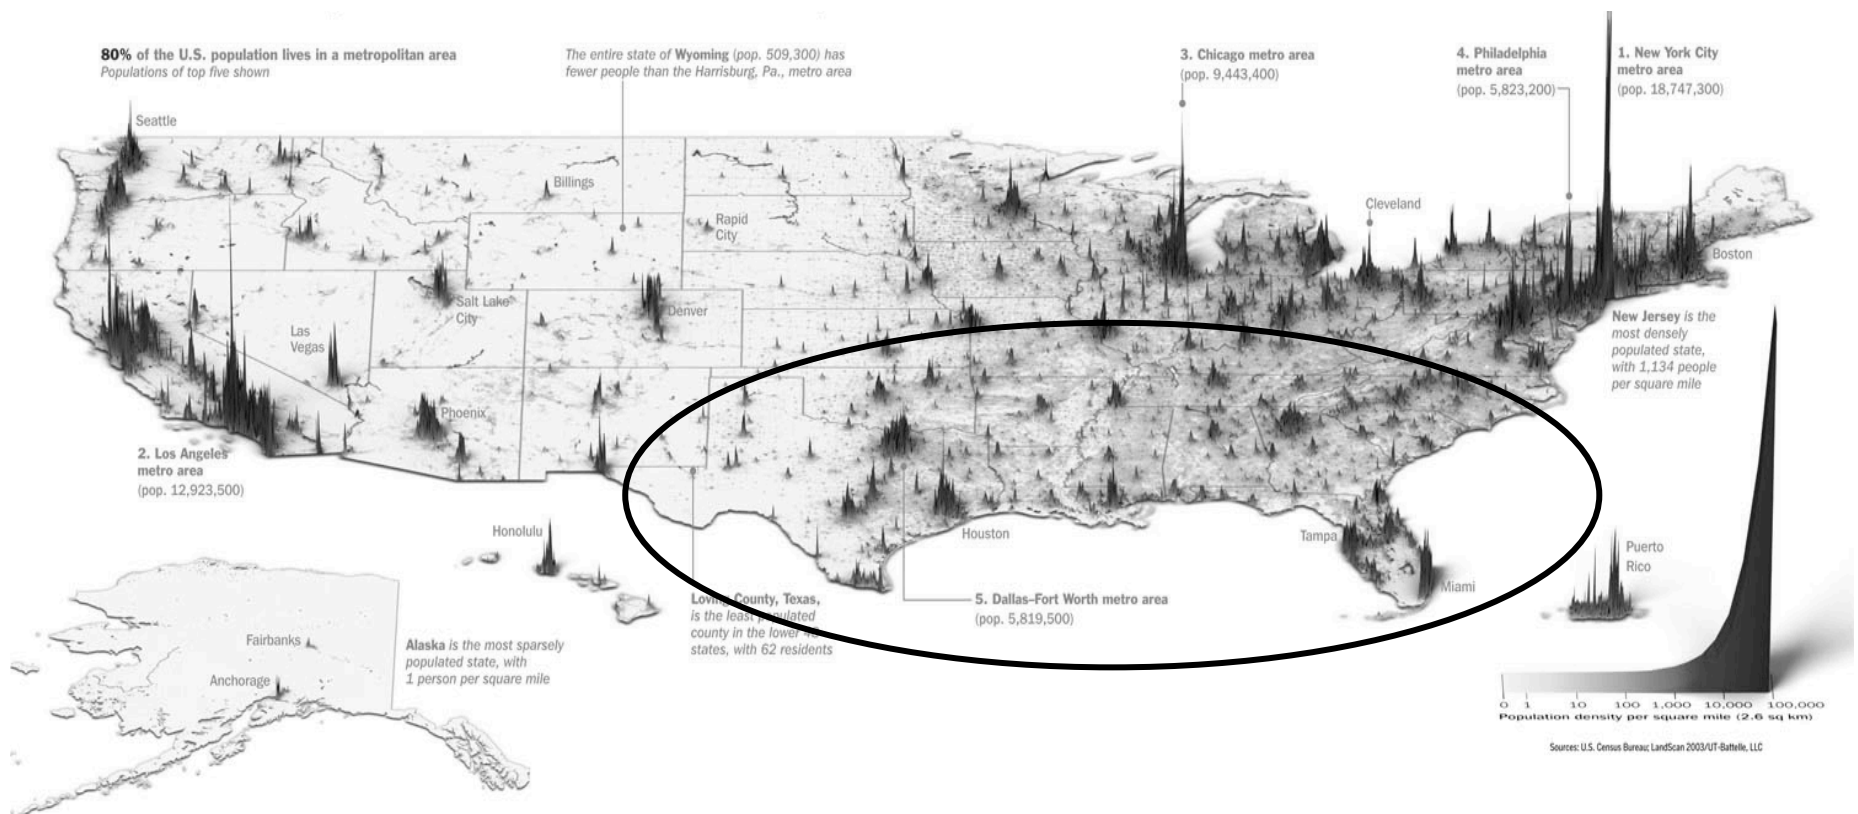 80% of the U.S. population lives in a metropolitan area
Populations of top five shown
The entire state of Wyoming (pop. 509,300) has
fewer people than the Harrisburg, Pa., metro area
3. Chicago metro area
(pop. 9,443,400)
4. Philadelphia
metro area
(pop. 5,823,200)
1. New York City
metro area
(pop. 18,747,300)
Seattle
Billings
Rapid
City
Cleveland
Boston
Salt Lake
City
Denver
Las
Vegas
Phoenix
New Jersey is the
most densely
populated state,
with 1,134 people
per square mile
2. Los Angeles
metro area
(pop. 12,923,500)
Honolulu
Houston
Tampa
Miami
Puerto
Rico
Loving County, Texas,
is the least populated
county in the lower 48
states, with 62 residents
5. Dallas–Fort Worth metro area
(pop. 5,819,500)
Fairbanks
Anchorage
Alaska is the most sparsely
populated state, with
1 person per square mile
0 1 10 100 1,000 10,000 100,000
Population density per square mile (2.6 sq km)
Sources: U.S. Census Bureau; LandScan 2003/UT-Battelle, LLC